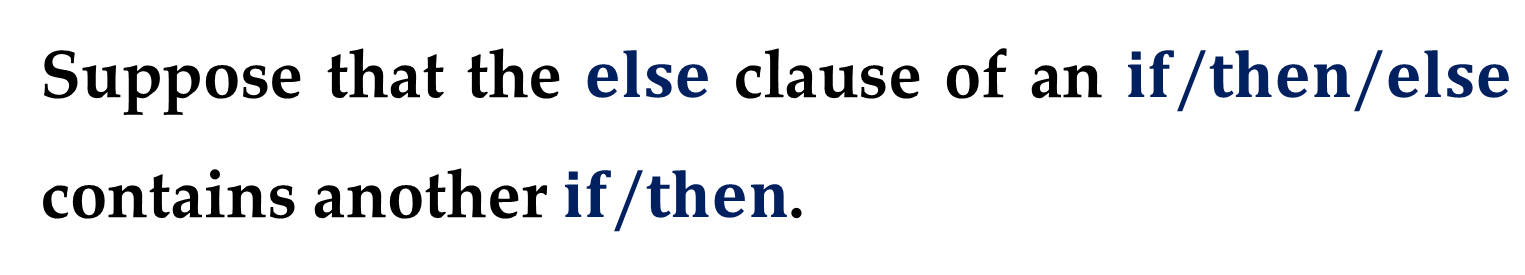 Suppose that the else clause of an if/then/else
contains another if/then.